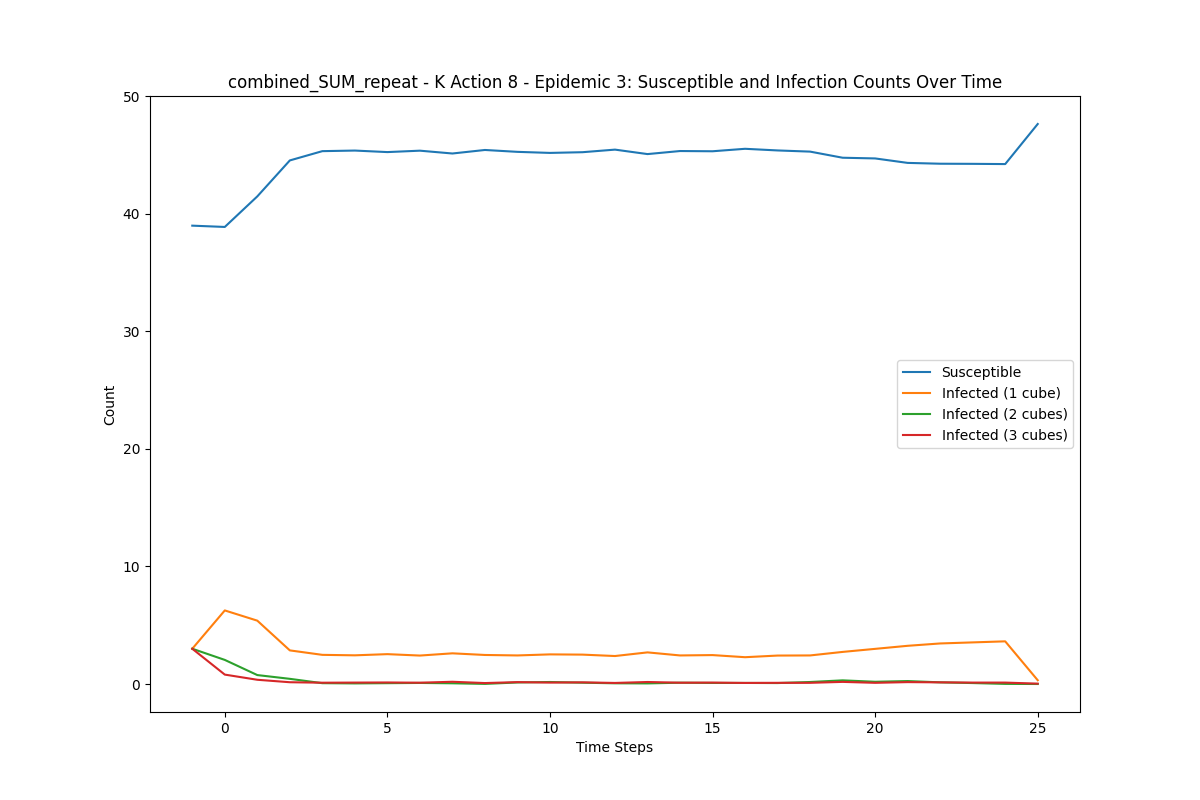 combined_SUM_repeat - K Action 8 - Epidemic 3: Susceptible and Infection Counts Over Time
50
40
30
20
10
0
Count
Susceptible
Infected (1 cube)
Infected (2 cubes)
Infected (3 cubes)
0 5 10 15 20 25
Time Steps